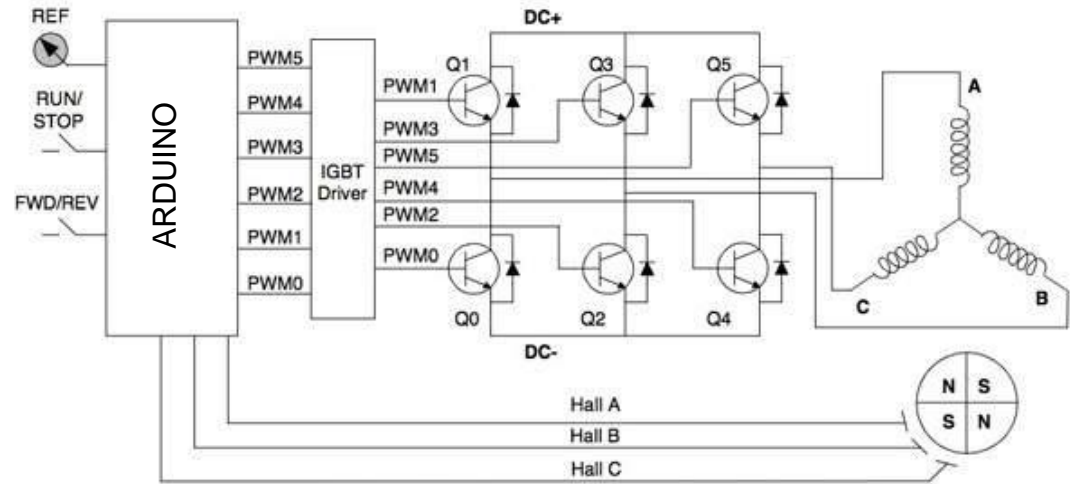 REF
RUN/
STOP
FWD/REV
ARDUINO
PWM5
PWM4
PWM3
PWM2
PWM1
PWM0
IGBT
Driver
PWM1
PWM3
PWM5
PWM4
PWM2
PWM0
DC+
Q1
Q3
Q5
Q0
Q2
Q4
DC-
A
B
C
Hall A
Hall B
Hall C
N S
S N